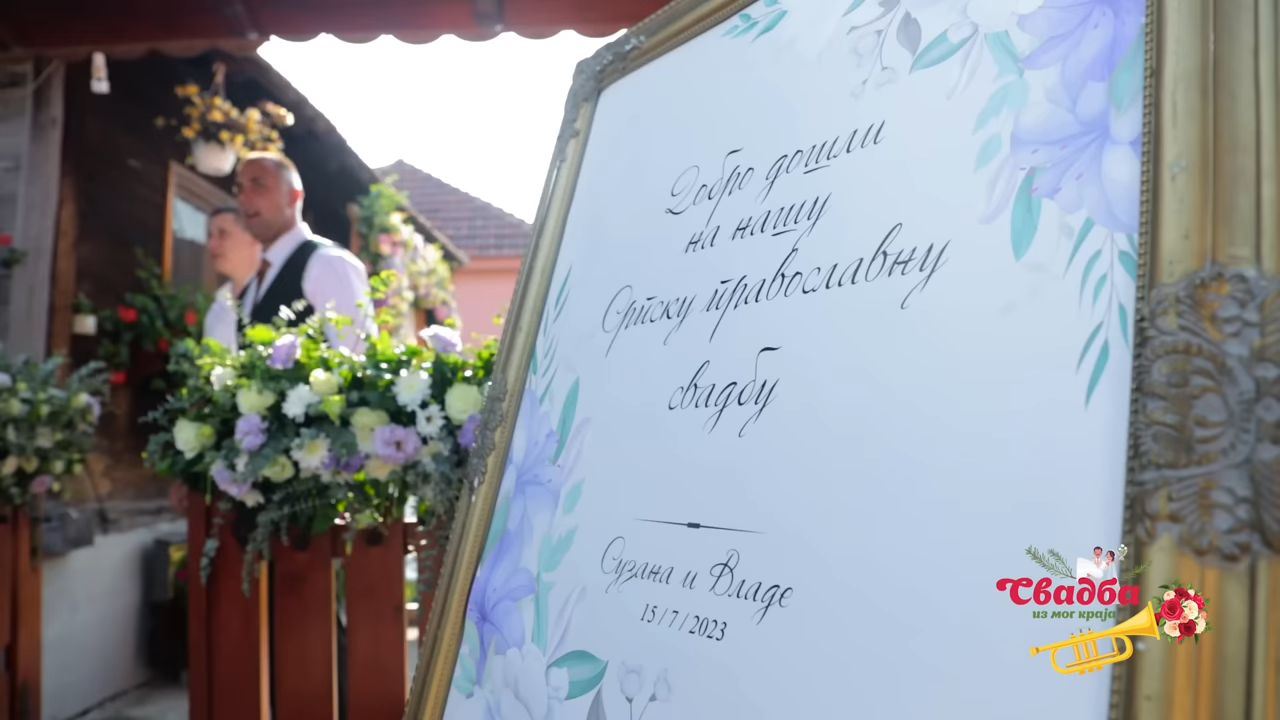 Добро дошли
на нашу
Српску православну
свадбу
Сузана и Владе
15/7/2023
Свадба
из мог краја